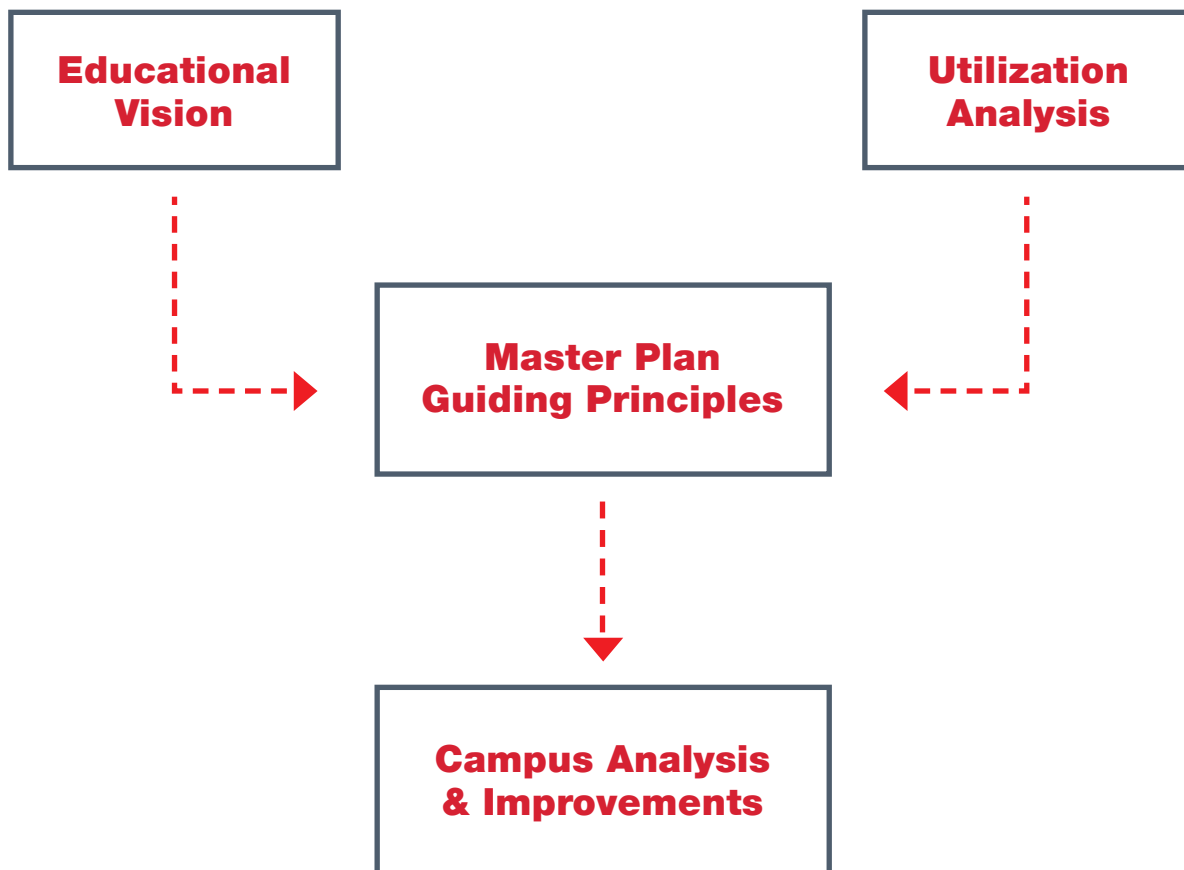 Educational
Vision
Utilization
Analysis
Master Plan
Guiding Principles
Campus Analysis
& Improvements